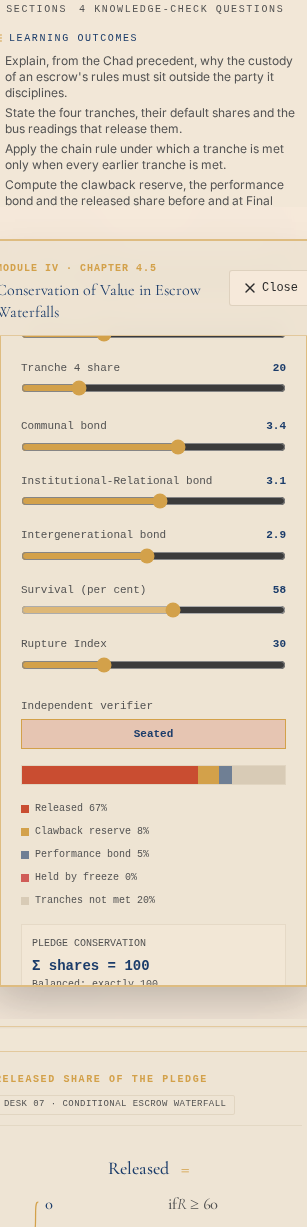 SECTIONS 4 KNOWLEDGE-CHECK QUESTIONS
LEARNING OUTCOMES
Explain, from the Chad precedent, why the custody
of an escrow's rules must sit outside the party it
disciplines.
State the four tranches, their default shares and the
bus readings that release them.
Apply the chain rule under which a tranche is met
only when every earlier tranche is met.
Compute the clawback reserve, the performance
bond and the released share before and at Final
MODULE IV · CHAPTER 4.5
Conservation of Value in Escrow
Waterfalls
✕ Close
Tranche 4 share 20
Communal bond 3.4
Institutional-Relational bond 3.1
Intergenerational bond 2.9
Survival (per cent) 58
Rupture Index 30
Independent verifier
Seated
Released 67%
Clawback reserve 8%
Performance bond 5%
Held by freeze 0%
Tranches not met 20%
PLEDGE CONSERVATION
Σ shares = 100
Balanced: exactly 100
RELEASED SHARE OF THE PLEDGE
DESK 07 · CONDITIONAL ESCROW WATERFALL
Released =
0 if R ≥ 60